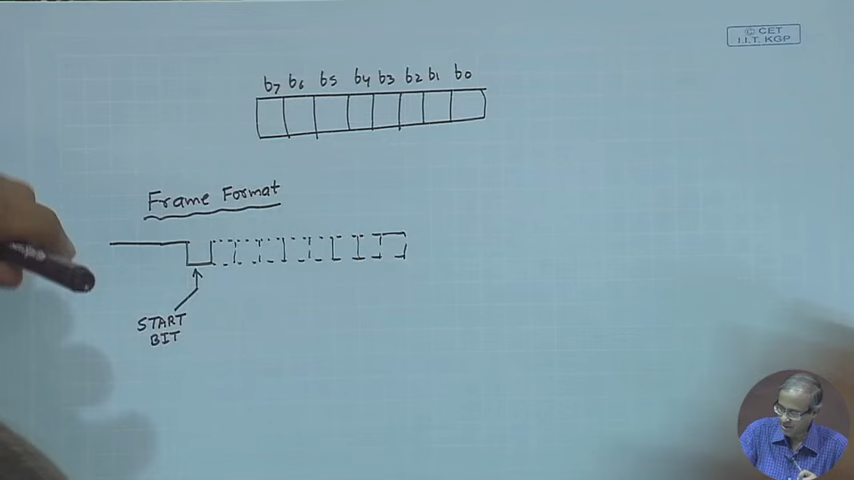 © CET
I.I.T. KGP
b7 b6 b5 b4 b3 b2 b1 b0
Frame Format
START
BIT